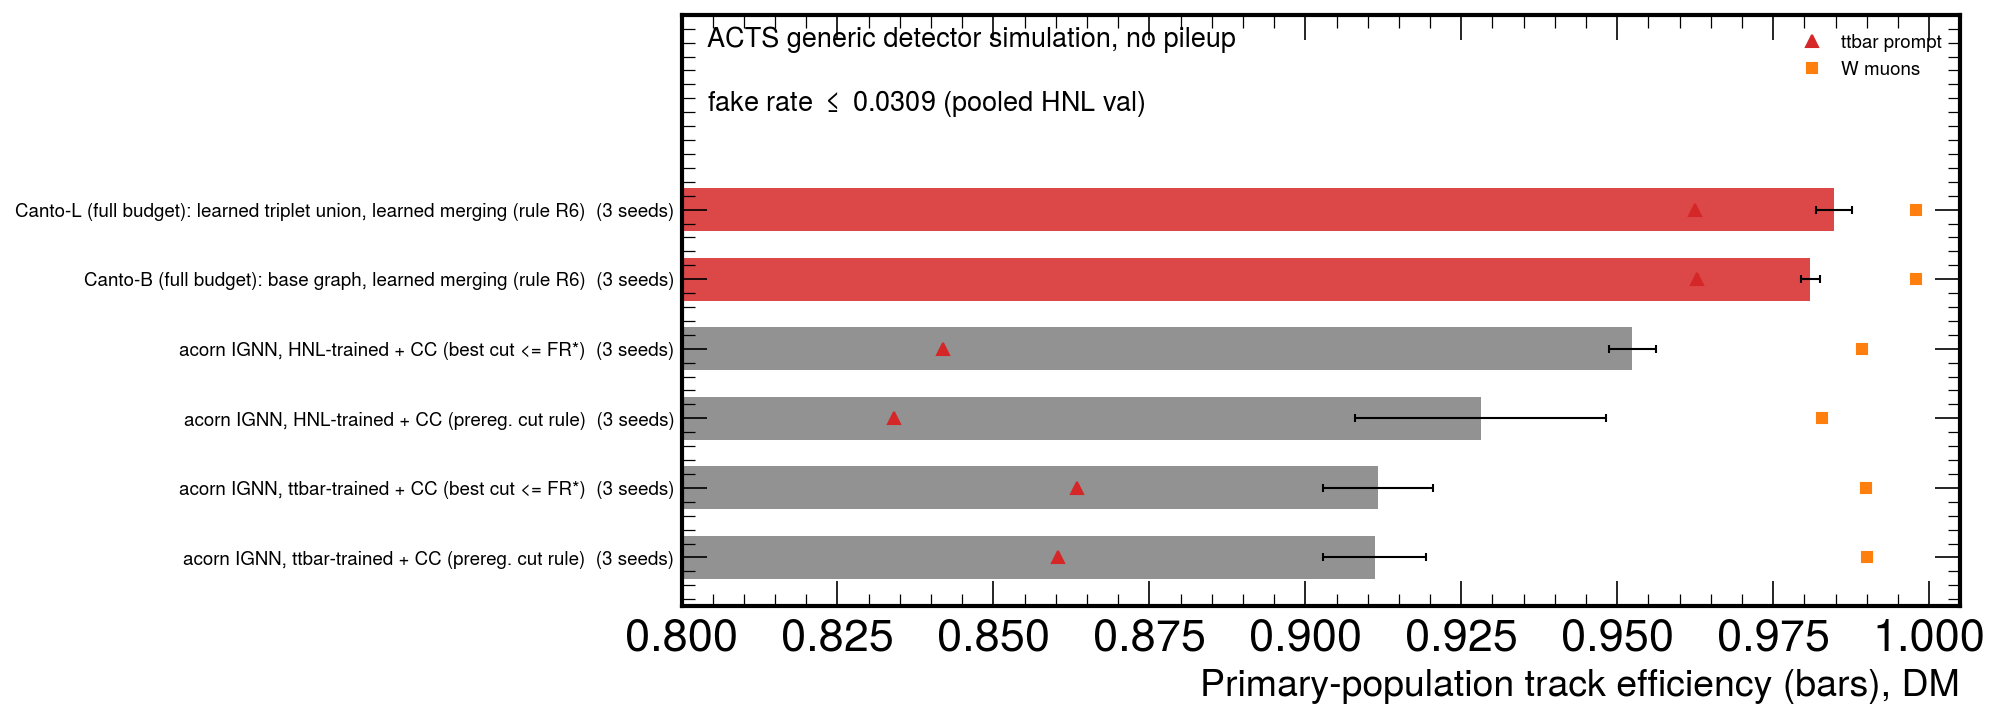 ACTS generic detector simulation, no pileup
fake rate ≤ 0.0309 (pooled HNL val)
ttbar prompt
W muons
Canto-L (full budget): learned triplet union, learned merging (rule R6) (3 seeds)
Canto-B (full budget): base graph, learned merging (rule R6) (3 seeds)
acorn IGNN, HNL-trained + CC (best cut <= FR*) (3 seeds)
acorn IGNN, HNL-trained + CC (prereg. cut rule) (3 seeds)
acorn IGNN, ttbar-trained + CC (best cut <= FR*) (3 seeds)
acorn IGNN, ttbar-trained + CC (prereg. cut rule) (3 seeds)
0.800 0.825 0.850 0.875 0.900 0.925 0.950 0.975 1.000
Primary-population track efficiency (bars), DM